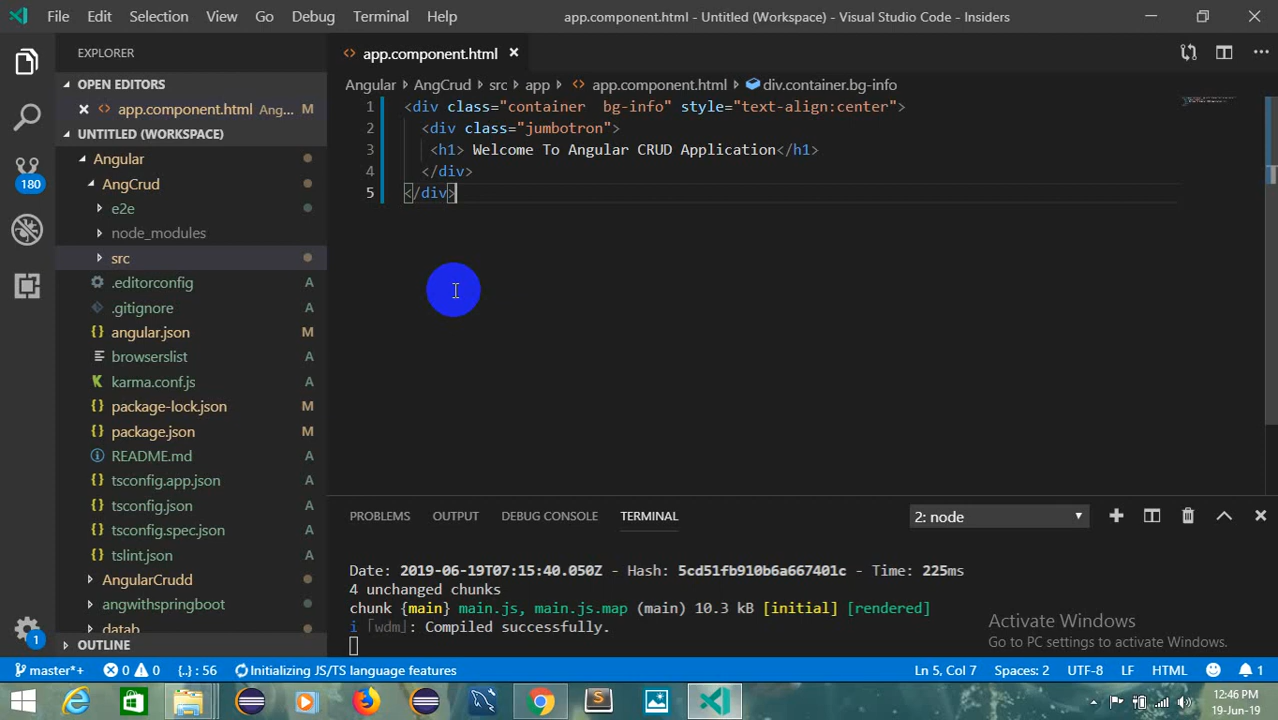 File Edit Selection View Go Debug Terminal Help
app.component.html - Untitled (Workspace) - Visual Studio Code - Insiders
EXPLORER
OPEN EDITORS
app.component.html Ang... M
UNTITLED (WORKSPACE)
Angular
AngCrud
e2e
node_modules
src
.editorconfig A
.gitignore A
angular.json M
browserslist A
karma.conf.js A
package-lock.json M
package.json M
README.md A
tsconfig.app.json A
tsconfig.json A
tsconfig.spec.json A
tslint.json A
AngularCrudd
angwithspringboot
datab
OUTLINE
180
1
app.component.html
Angular AngCrud src app app.component.html div.container.bg-info
1 <div class="container  bg-info" style="text-align:center">
2 <div class="jumbotron">
3 <h1> Welcome To Angular CRUD Application</h1>
4 </div>
5 </div>
PROBLEMS OUTPUT DEBUG CONSOLE TERMINAL 2: node
Date: 2019-06-19T07:15:40.050Z - Hash: 5cd51fb910b6a667401c - Time: 225ms
4 unchanged chunks
chunk {main} main.js, main.js.map (main) 10.3 kB [initial] [rendered]
i ｢wdm｣: Compiled successfully.
Activate Windows
Go to PC settings to activate Windows.
master*+ 0 0 {..} : 56 Initializing JS/TS language features Ln 5, Col 7 Spaces: 2 UTF-8 LF HTML 1
12:46 PM
19-Jun-19